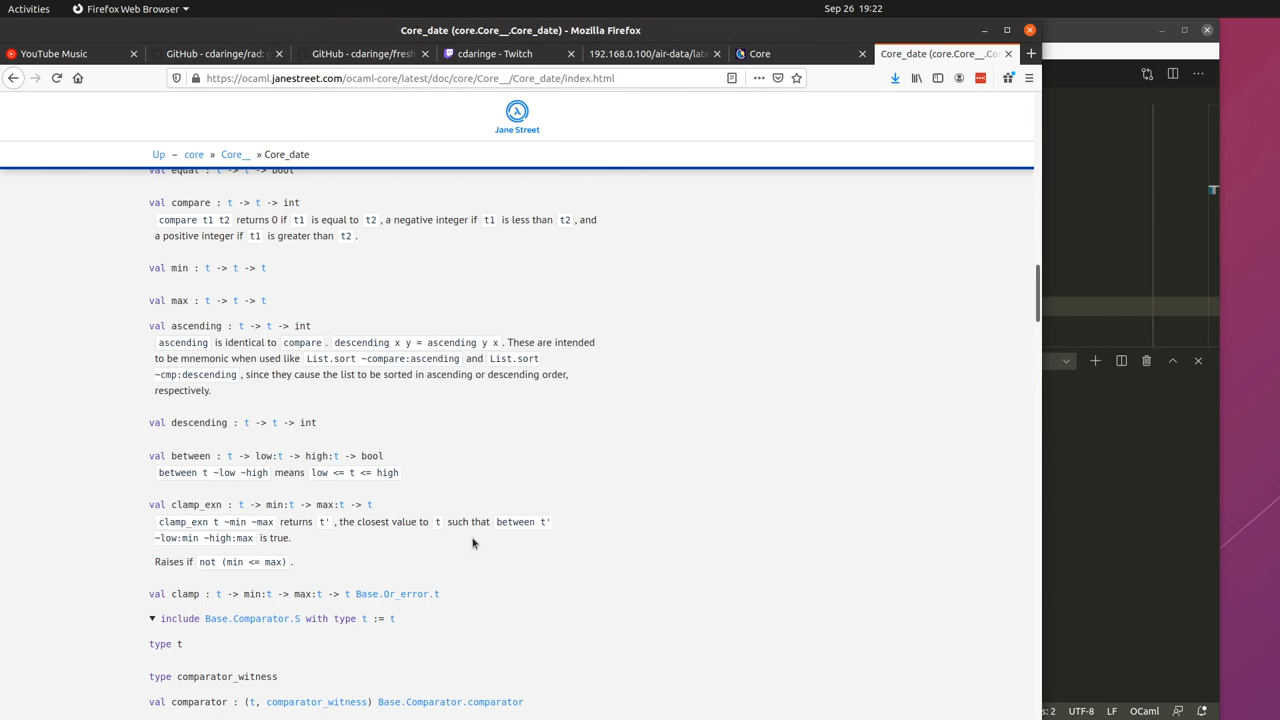 Activities
Firefox Web Browser
Sep 26 19:22
Core_date (core.Core__.Core_date) - Mozilla Firefox
YouTube Music
GitHub - cdaringe/rad:
GitHub - cdaringe/fresh
cdaringe - Twitch
192.168.0.100/air-data/late
Core
Core_date (core.Core__.Co
https://ocaml.janestreet.com/ocaml-core/latest/doc/core/Core__/Core_date/index.html
Jane Street
Up – core » Core__ » Core_date
val equal : t -> t -> bool
val compare : t -> t -> int
compare t1 t2 returns 0 if t1 is equal to t2 , a negative integer if t1 is less than t2 , and
a positive integer if t1 is greater than t2 .
val min : t -> t -> t
val max : t -> t -> t
val ascending : t -> t -> int
ascending is identical to compare . descending x y = ascending y x . These are intended
to be mnemonic when used like List.sort ~compare:ascending and List.sort
~cmp:descending , since they cause the list to be sorted in ascending or descending order,
respectively.
val descending : t -> t -> int
val between : t -> low:t -> high:t -> bool
between t ~low ~high means low <= t <= high
val clamp_exn : t -> min:t -> max:t -> t
clamp_exn t ~min ~max returns t' , the closest value to t such that between t'
~low:min ~high:max is true.
Raises if not (min <= max) .
val clamp : t -> min:t -> max:t -> t Base.Or_error.t
include Base.Comparator.S with type t := t
type t
type comparator_witness
val comparator : (t, comparator_witness) Base.Comparator.comparator
s: 2 UTF-8 LF OCaml